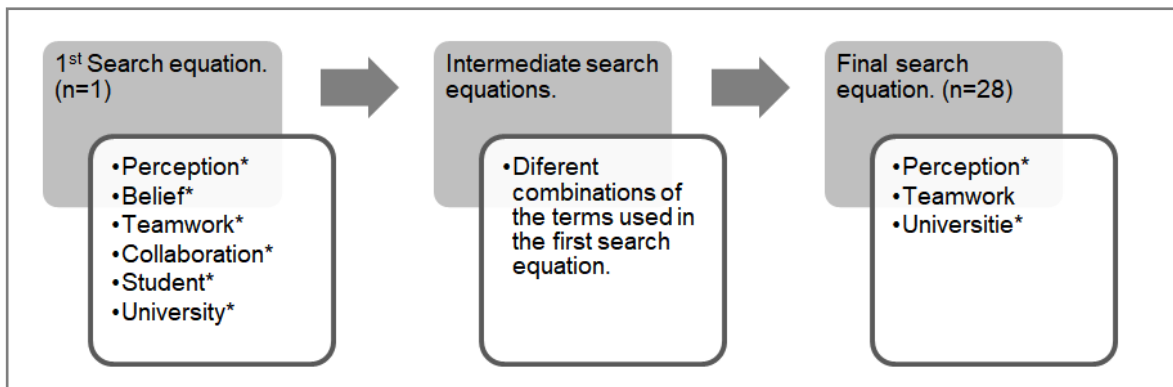 1st Search equation.
(n=1)
•Perception*
•Belief*
•Teamwork*
•Collaboration*
•Student*
•University*
Intermediate search
equations.
•Diferent
combinations of
the terms used in
the first search
equation.
Final search
equation. (n=28)
•Perception*
•Teamwork
•Universitie*